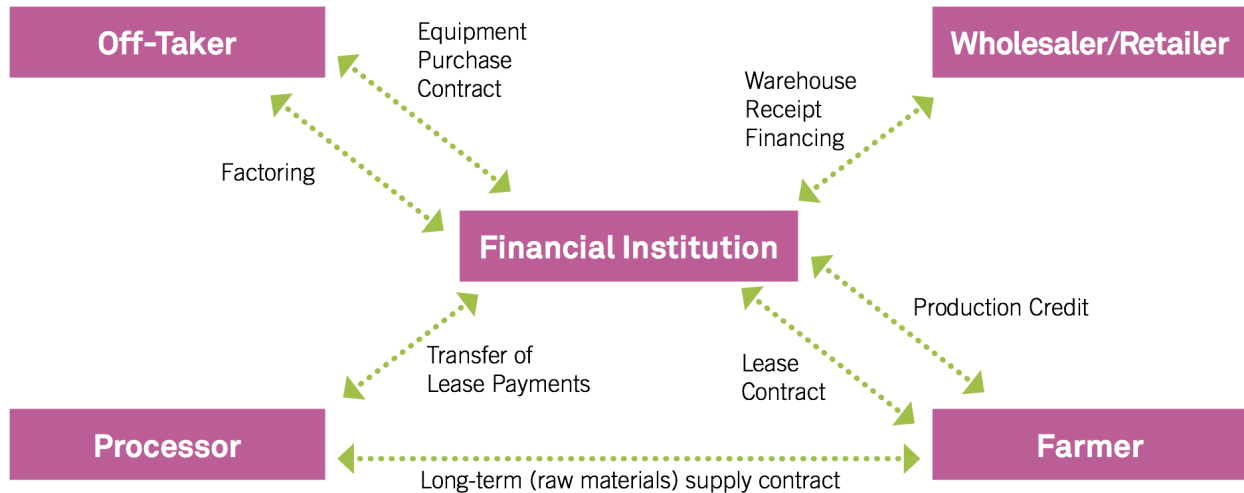 Off-Taker
Equipment
Purchase
Contract
Wholesaler/Retailer
Warehouse
Receipt
Financing
Factoring
Financial Institution
Production Credit
Transfer of
Lease Payments
Lease
Contract
Processor
Farmer
Long-term (raw materials) supply contract